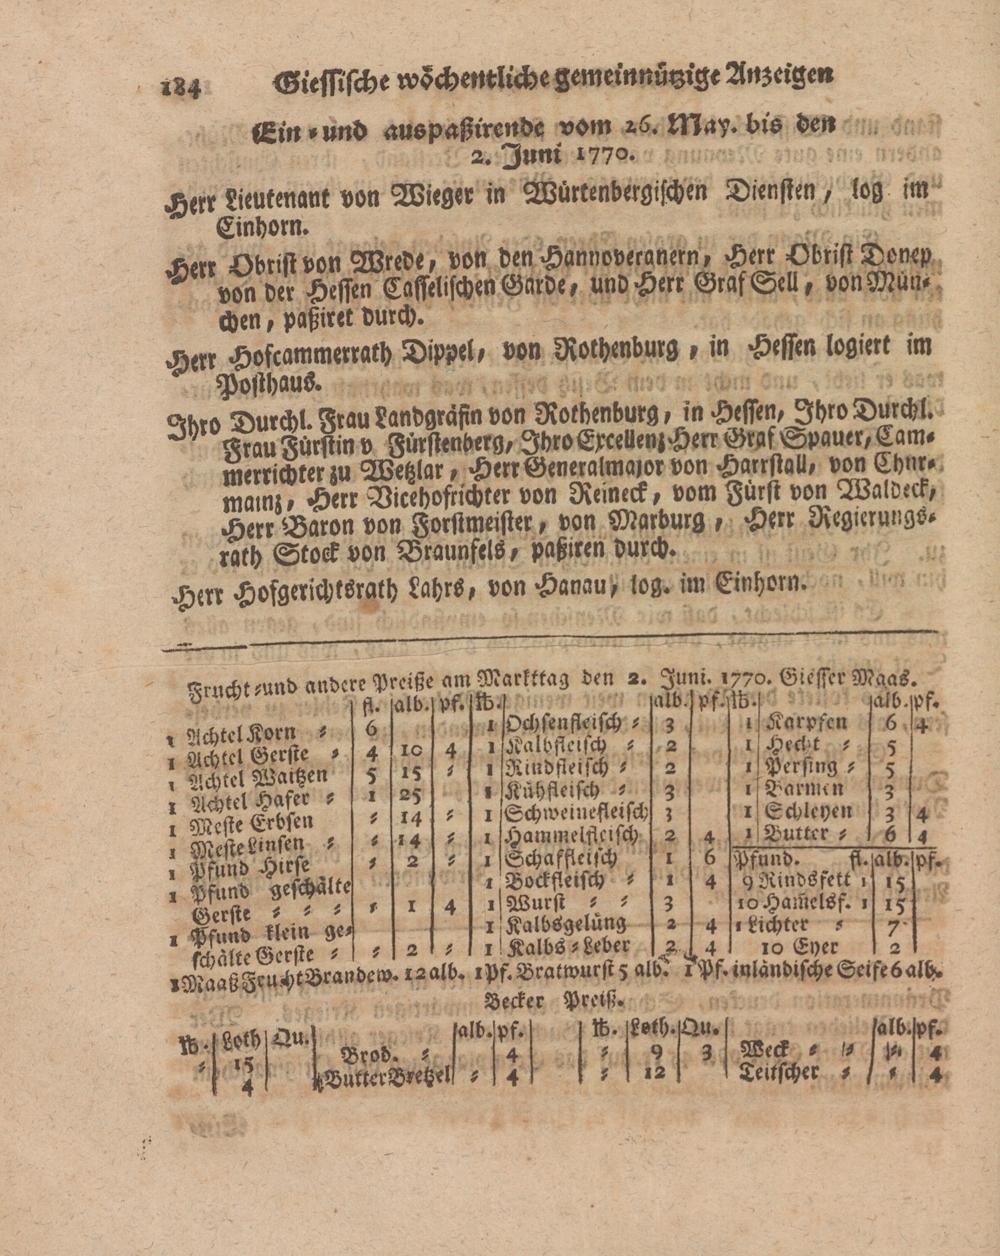 184 Giessische wöchentliche gemeinnützige Anzeigen
Ein - und auspaßirende vom 26. May. bis den
2. Juni 1770.
Herr Lieutenant von Wieger in Würtenbergischen Diensten, log im
Einhorn.
Herr Obrist von Wrede, von den Hannoveranern, Herr Obrist Donep
von der Hessen Casselischen Garde, und Herr Graf Sell, von Mün-
chen, paßiret durch.
Herr Hofcammerrath Dippel, von Rothenburg, in Hessen logiert im
Posthaus.
Ihro Durchl. Frau Landgräfin von Rothenburg, in Hessen, Ihro Durchl.
Frau Fürstin v Fürstenberg, Ihro Excellenz Herr Graf Spauer, Cam-
merrichter zu Wetzlar, Herr Generalmajor von Harrstall, von Chur-
mainz, Herr Vicehofrichter von Reineck, vom Fürst von Waldeck,
Herr Baron von Forstmeister, von Marburg, Herr Regierungs-
rath Stock von Braunfels, paßiren durch.
Herr Hofgerichtsrath Lahrs, von Hanau, log. im Einhorn.
Frucht-und andere Preiße am Markttag den 2. Juni. 1770. Giesser Maas.
fl. alb. pf. ℔. alb. pf. ℔. alb. pf.
1 Achtel Korn - 6 1 Ochsenfleisch - 3 1 Karpfen 6 4
1 Achtel Gerste - 4 10 4 1 Kalbfleisch - 2 1 Hecht - 5
1 Achtel Waitzen 5 15 - 1 Rindfleisch - 2 1 Persing - 5
1 Achtel Hafer - 1 25 1 Kühfleisch - 3 1 Barmen 3
1 Meste Erbsen - 14 - 1 Schweinefleisch 3 1 Schleyen 3 4
1 Meste Linsen - - 14 - 1 Hammelfleisch 2 4 1 Butter - 6 4
1 Pfund Hirse - 2 - 1 Schaffleisch 1 6 Pfund. fl. alb. pf.
1 Pfund geschälte 1 Bockfleisch - 1 4 9 Rindsfett 1 15
Gerste - - - - 1 4 1 Wurst - - 3 10 Ham̅elsf. 1 15
1 Pfund klein ge- 1 Kalbsgelüng 2 4 1 Lichter - 7
schälte Gerste - - 2 - 1 Kalbs-Leber 2 4 10 Eyer 2
1 Maaß Frucht Brandew. 12 alb. 1 Pf. Bratwurst 5 alb. 1 Pf. inländische Seife 6 alb.
Becker Preiß.
℔. Loth Qu. alb. pf. ℔. Loth. Qu. alb. pf.
- 15 Brod. - 4 - 9 3 Weck - - - 4
4 Butter Bretzel - 4 - 12 Teitscher - - 4